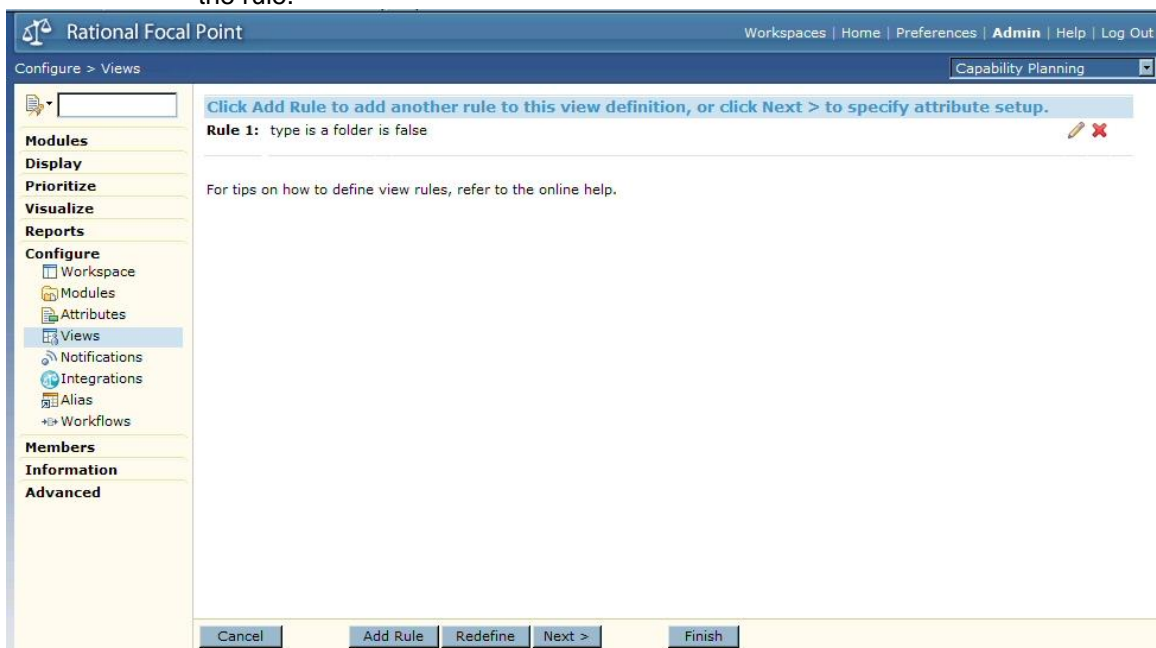 the rule.
Rational Focal Point
Workspaces | Home | Preferences | Admin | Help | Log Out
Configure > Views
Capability Planning
Click Add Rule to add another rule to this view definition, or click Next > to specify attribute setup.
Rule 1: type is a folder is false
For tips on how to define view rules, refer to the online help.
Modules
Display
Prioritize
Visualize
Reports
Configure
Workspace
Modules
Attributes
Views
Notifications
Integrations
Alias
Workflows
Members
Information
Advanced
Cancel Add Rule Redefine Next > Finish